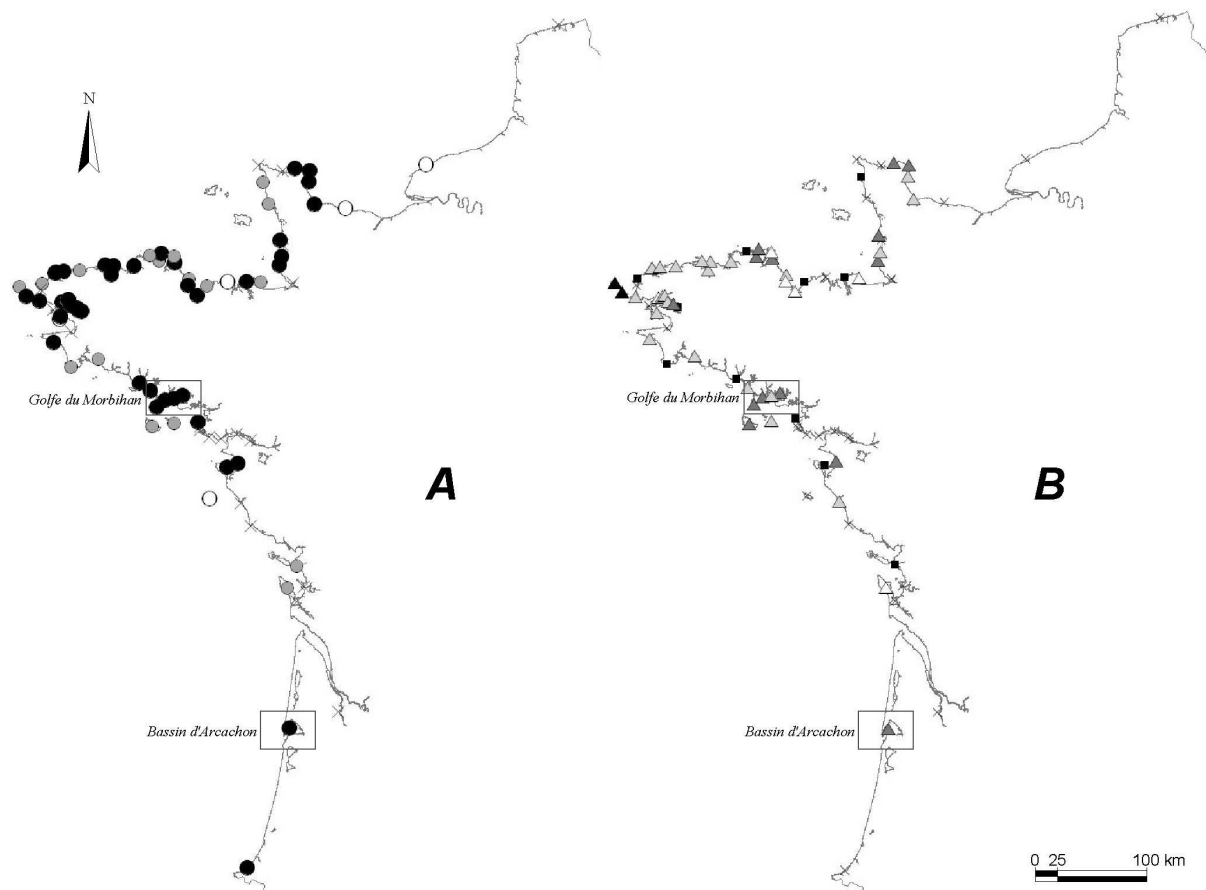 N
Golfe du Morbihan
Golfe du Morbihan
A
B
Bassin d'Arcachon
Bassin d'Arcachon
0 25 100 km